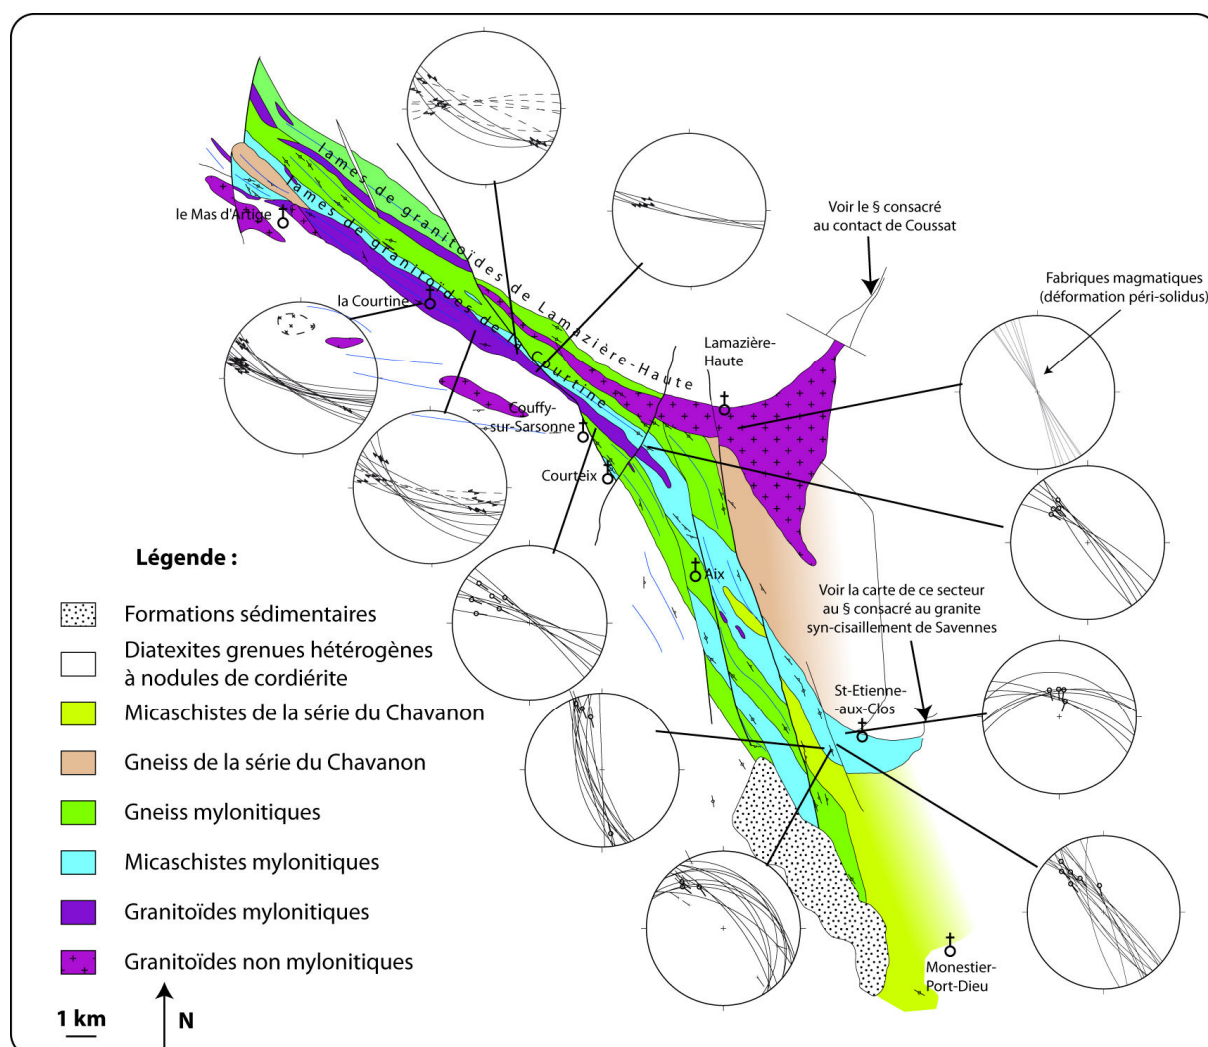 Voir le § consacré
au contact de Coussat
Fabriques magmatiques
(déformation péri-solidus)
lames de granitoïdes de Lamazière-Haute
lames de granitoïdes de la Courtine
le Mas d'Artige
la Courtine
Lamazière-
Haute
Couffy-
sur-Sarsonne
Courteix
Aix
Voir la carte de ce secteur
au § consacré au granite
syn-cisaillement de Savennes
St-Etienne-
-aux-Clos
Monestier-
Port-Dieu
Légende :
Formations sédimentaires
Diatexites grenues hétérogènes
à nodules de cordiérite
Micaschistes de la série du Chavanon
Gneiss de la série du Chavanon
Gneiss mylonitiques
Micaschistes mylonitiques
Granitoïdes mylonitiques
Granitoïdes non mylonitiques
1 km
N